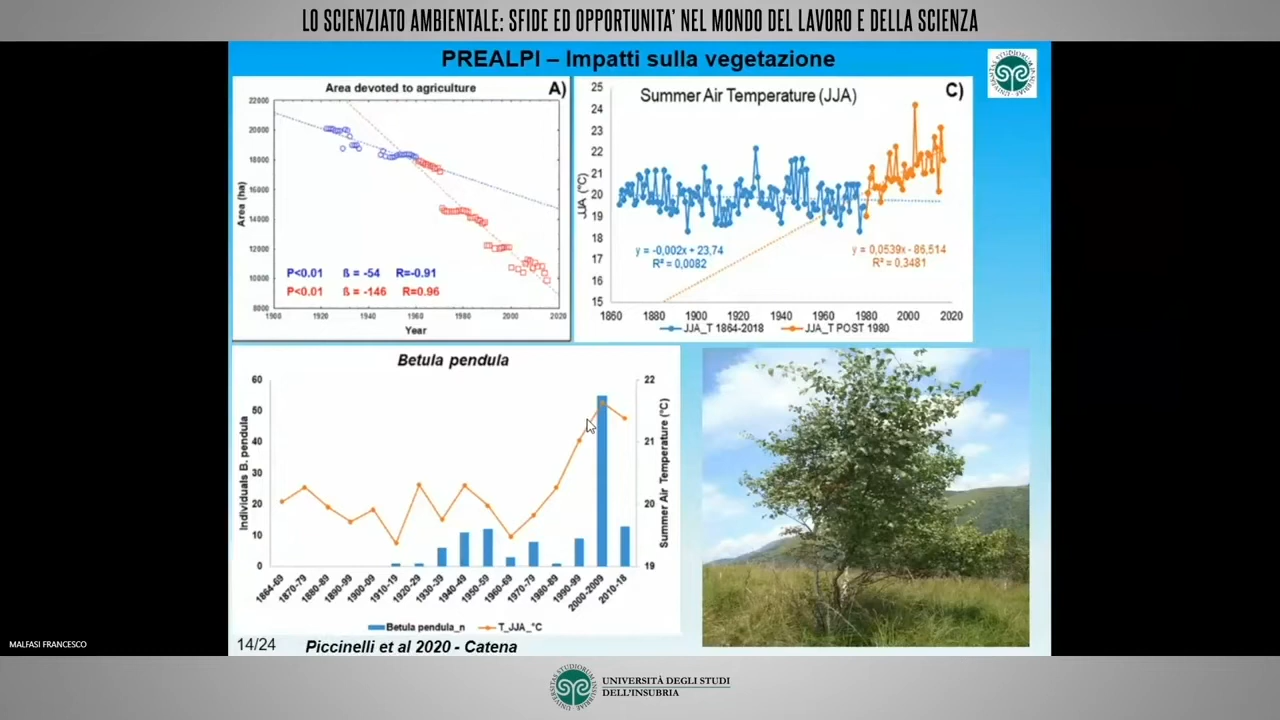 LO SCIENZIATO AMBIENTALE: SFIDE ED OPPORTUNITA' NEL MONDO DEL LAVORO E DELLA SCIENZA
PREALPI – Impatti sulla vegetazione
Area devoted to agriculture
A)
22000
20000
18000
16000
14000
12000
10000
8000
Area (ha)
P<0.01 ß = -54 R=-0.91
P<0.01 ß = -146 R=0.96
1900 1920 1940 1960 1980 2000 2020
Year
Summer Air Temperature (JJA)
C)
25
24
23
22
21
20
19
18
17
16
15
JJA (°C)
y = -0,002x + 23,74
R² = 0,0082
y = 0,0539x - 86,514
R² = 0,3481
1860 1880 1900 1920 1940 1960 1980 2000 2020
JJA_T 1864-2018 JJA_T POST 1980
Betula pendula
60
50
40
30
20
10
0
Individuals B. pendula
22
21
20
19
Summer Air Temperature (°C)
1864-69 1870-79 1880-89 1890-99 1900-09 1910-19 1920-29 1930-39 1940-49 1950-59 1960-69 1970-79 1980-89 1990-99 2000-2009 2010-18
Betula pendula_n T_JJA_°C
14/24
Piccinelli et al 2020 - Catena
MALFASI FRANCESCO
UNIVERSITÀ DEGLI STUDI
DELL'INSUBRIA